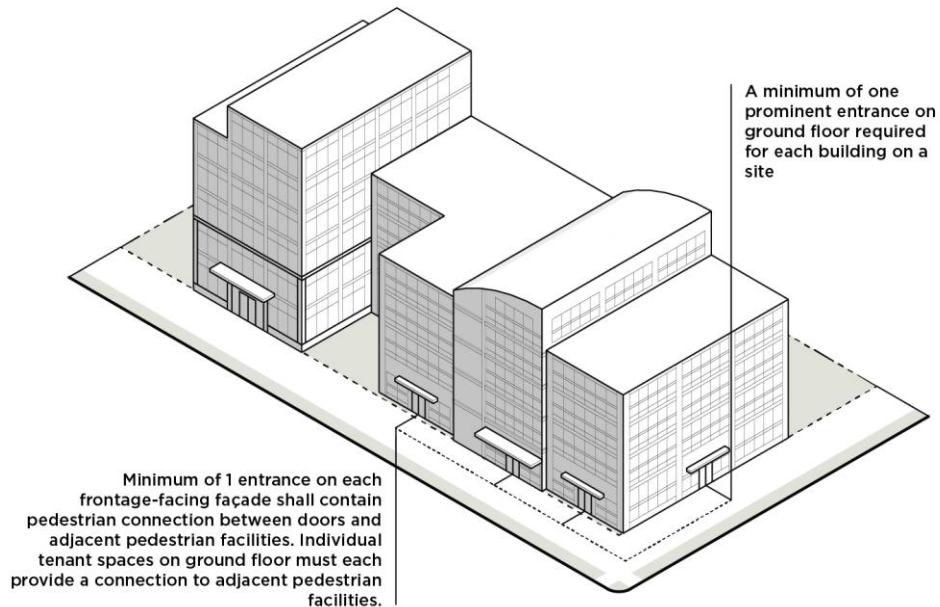 A minimum of one
prominent entrance on
ground floor required
for each building on a
site
Minimum of 1 entrance on each
frontage-facing façade shall contain
pedestrian connection between doors and
adjacent pedestrian facilities. Individual
tenant spaces on ground floor must each
provide a connection to adjacent pedestrian
facilities.